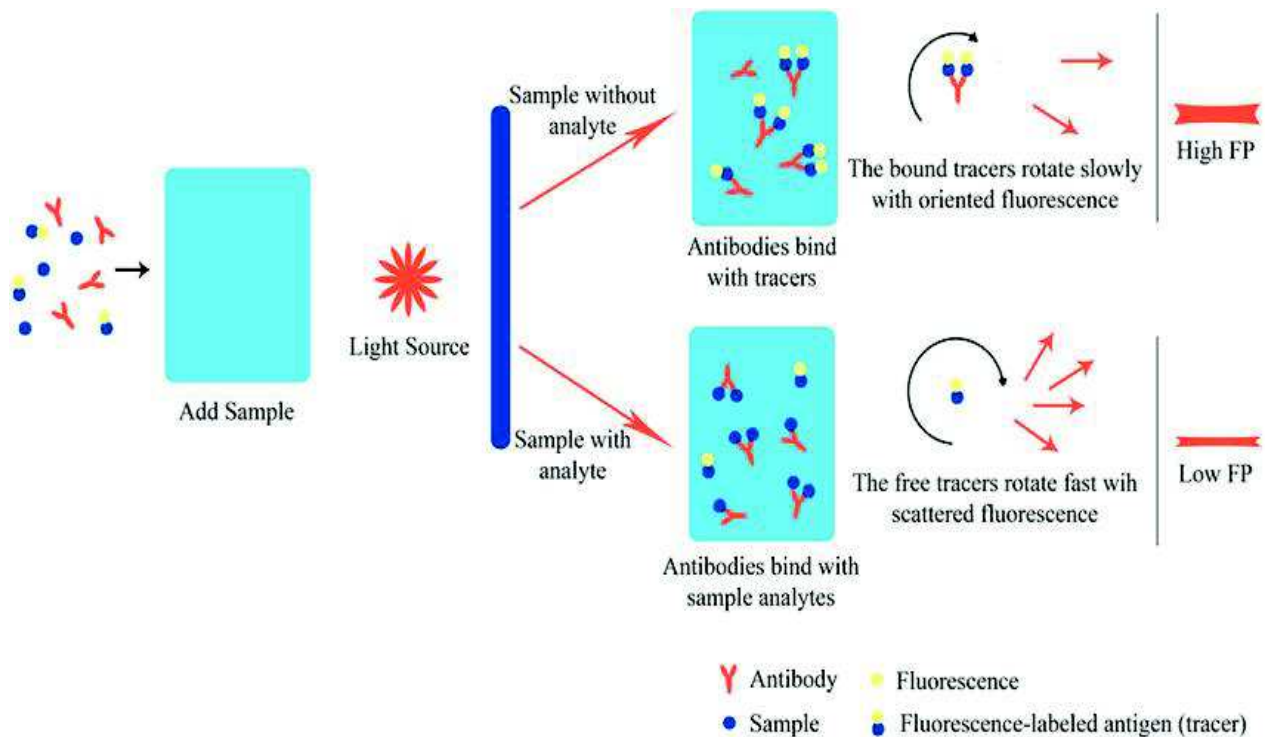 Add Sample
Light Source
Sample without
analyte
Sample with
analyte
Antibodies bind
with tracers
The bound tracers rotate slowly
with oriented fluorescence
High FP
Antibodies bind with
sample analytes
The free tracers rotate fast wih
scattered fluorescence
Low FP
Antibody
Fluorescence
Sample
Fluorescence-labeled antigen (tracer)